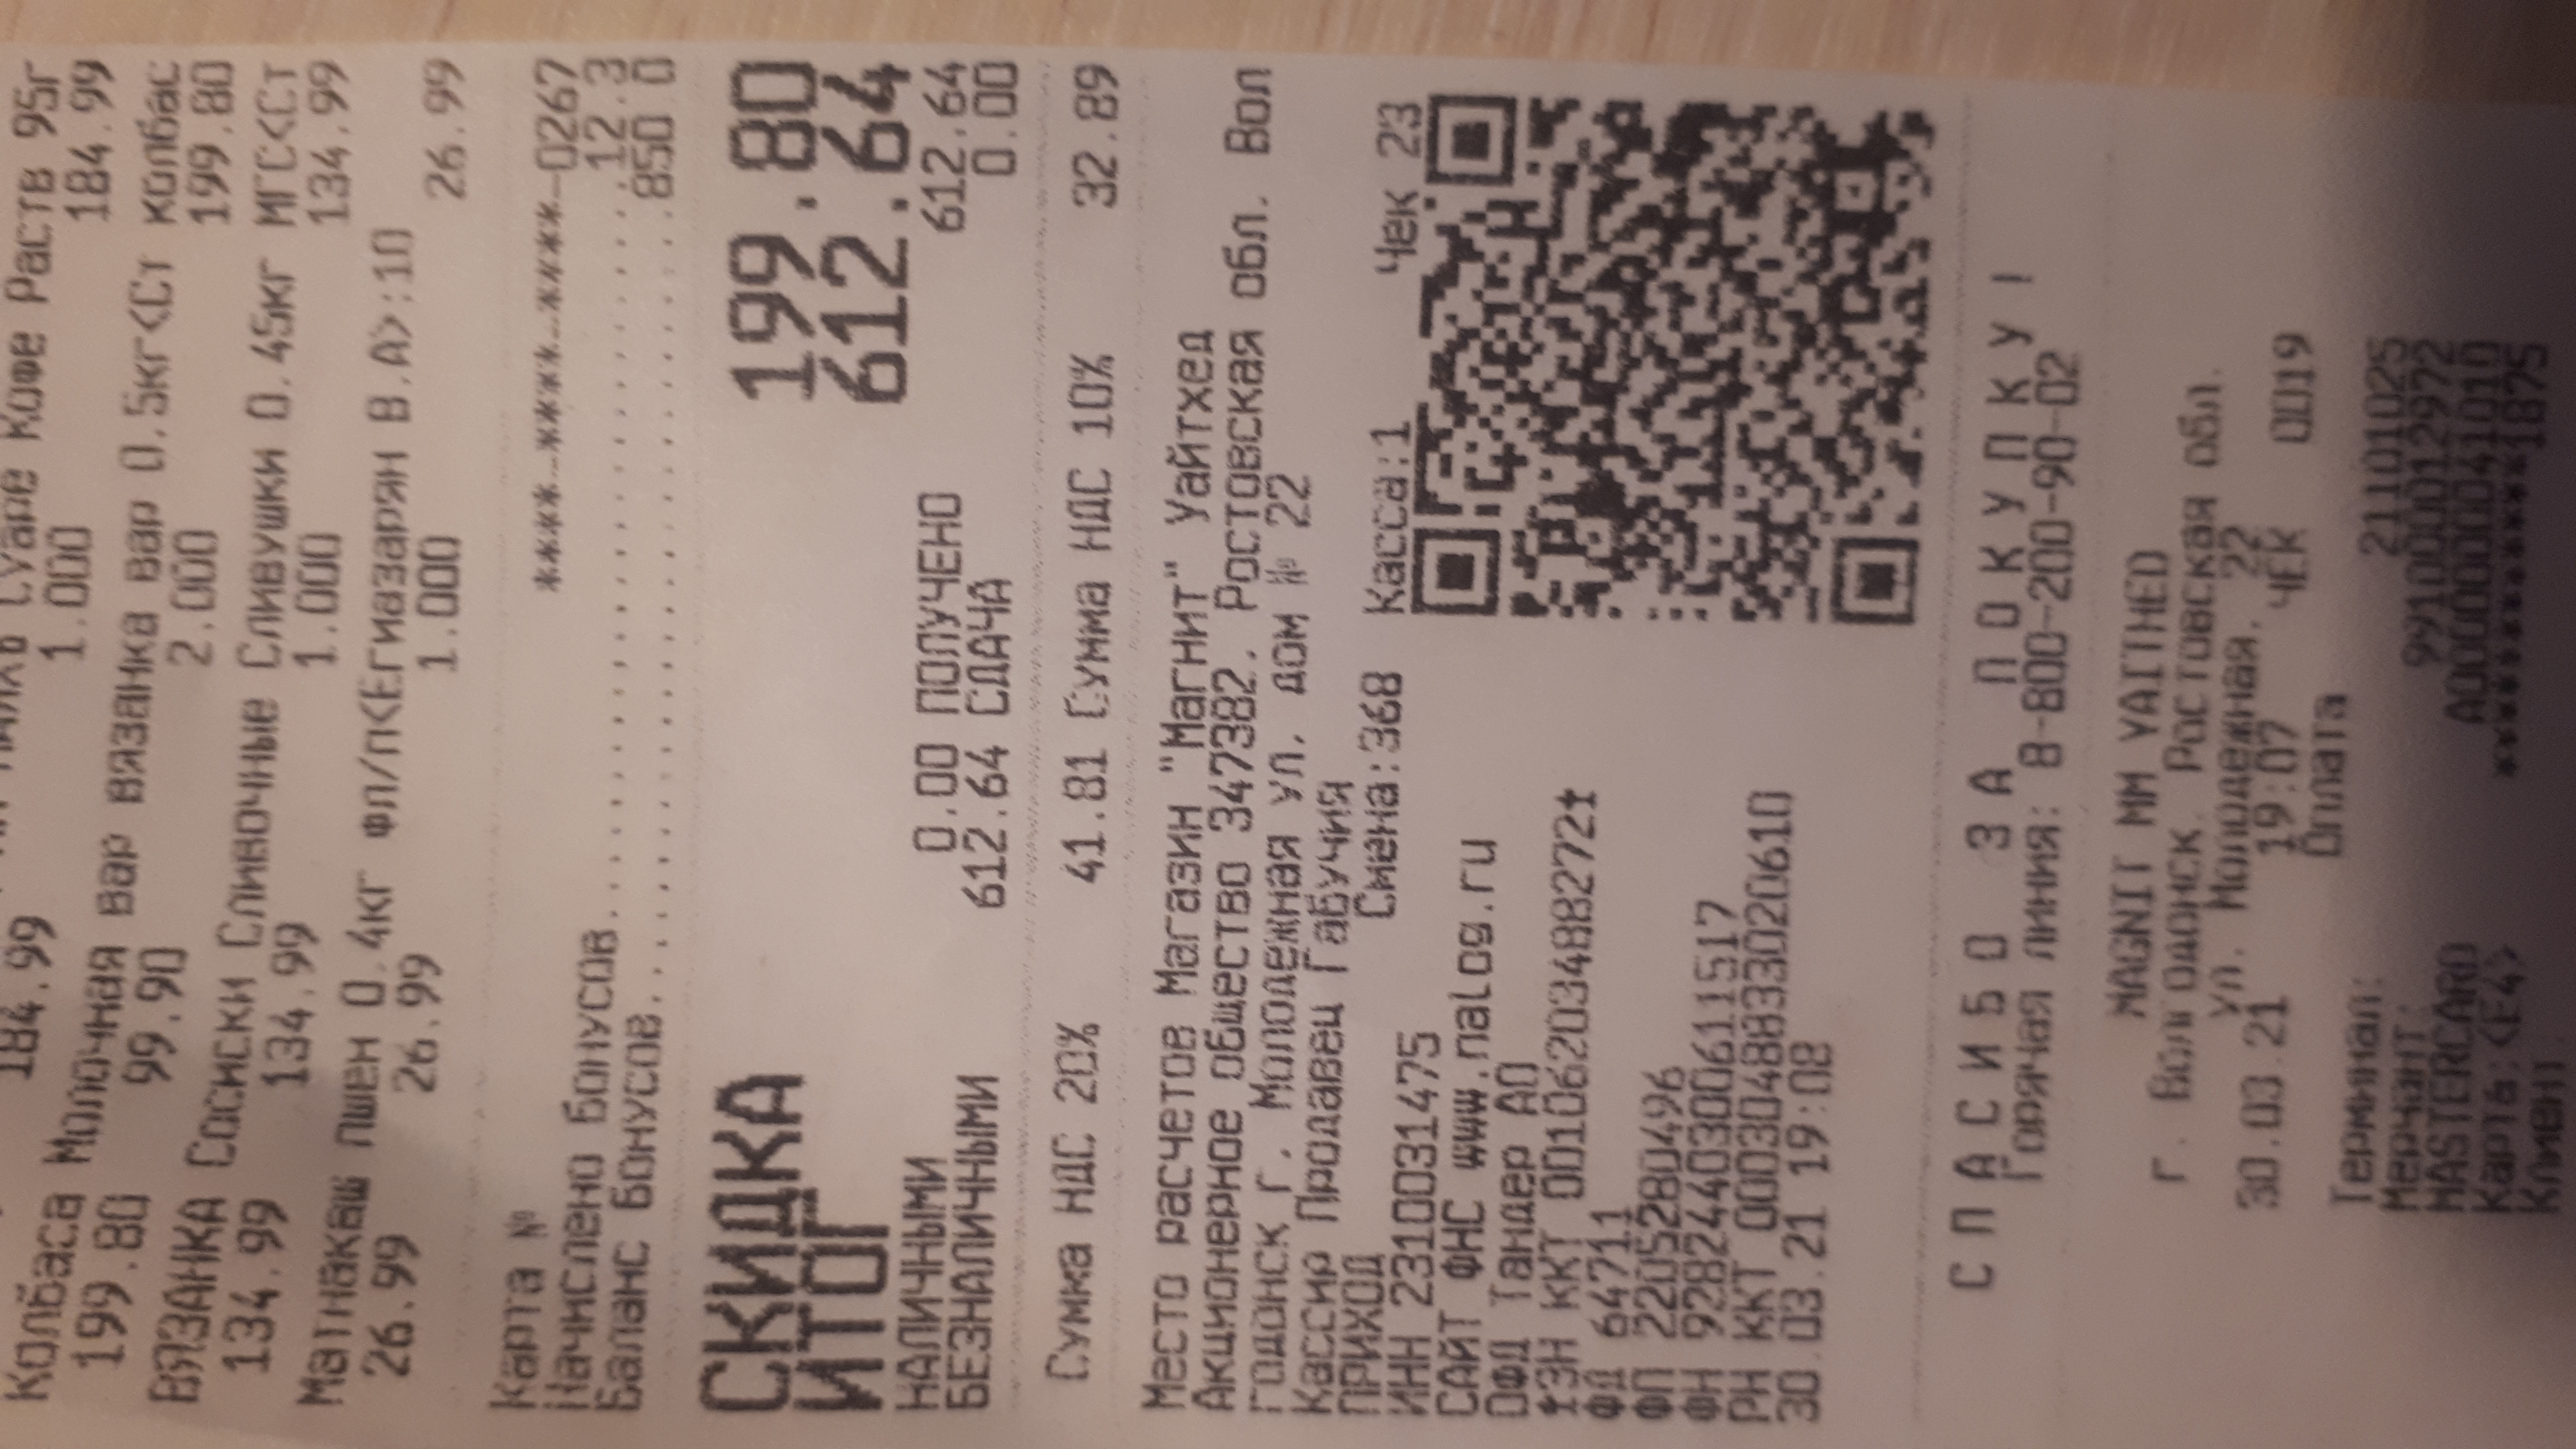 Суаре Кофе Раств 95г
184.99 1.000 184.99
Колбаса Молочная вар вязанка вар 0.5кг<Ст колбас
199.80 99.90 2.000 199.80
ВЯЗАНКА Сосиски Сливочные Сливушки 0.45кг МГС<Ст
134.99 134.99 1.000 134.99
Матнакаш пшен 0.4кг фл/п<Егиазарян В.А>:10
26.99 26.99 1.000 26.99
Карта № ****-****-****-0267
Начислено бонусов..............................12.3
Баланс бонусов.................................850.0
СКИДКА 199.80
ИТОГ 612.64
НАЛИЧНЫМИ 0.00 ПОЛУЧЕНО 612.64
БЕЗНАЛИЧНЫМИ 612.64 СДАЧА 0.00
Сумма НДС 20% 41.81 Сумма НДС 10% 32.89
Место расчетов Магазин "Магнит" Уайтхед
Акционерное общество 347382, Ростовская обл. Вол
годонск г. Молодежная ул. дом № 22
Кассир Продавец Габучия
ПРИХОД Смена:368 Касса:1 Чек 23
ИНН 2310031475
САЙТ ФНС www.nalog.ru
ОФД Тандер АО
±ЗН ККТ 00106203488272±
ФД 64711
ФП 2205280496
ФН 9282440300611517
РН ККТ 0003048833020610
30.03.21 19:08
СПАСИБО ЗА ПОКУПКУ!
Горячая линия: 8-800-200-90-02
MAGNIT MM YAITHED
г. Волгодонск, Ростовская обл.
ул. Молодежная, 22
30.03.21 19:07 ЧЕК 0019
Оплата
Терминал: 21101025
Мерчант: 991000012972
MASTERCARD A0000000041010
Карта:<E4> ************1875
Клиент: